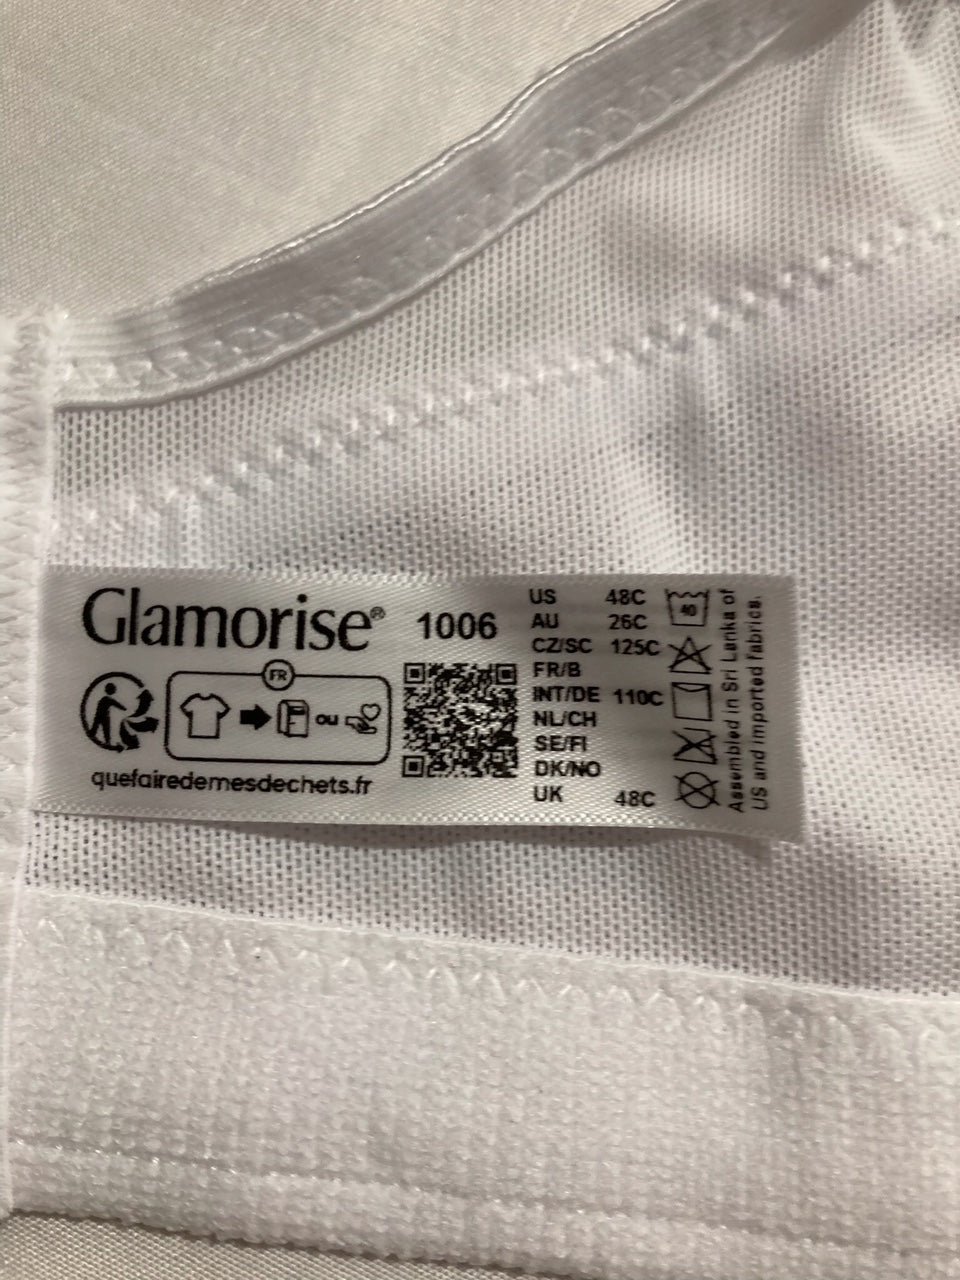 Glamorise® 1006
FR
ou
quefairedemesdechets.fr
US 48C
AU 26C
CZ/SC 125C
FR/B
INT/DE 110C
NL/CH
SE/FI
DK/NO
UK 48C
40
Assembled in Sri Lanka of
US and imported fabrics.